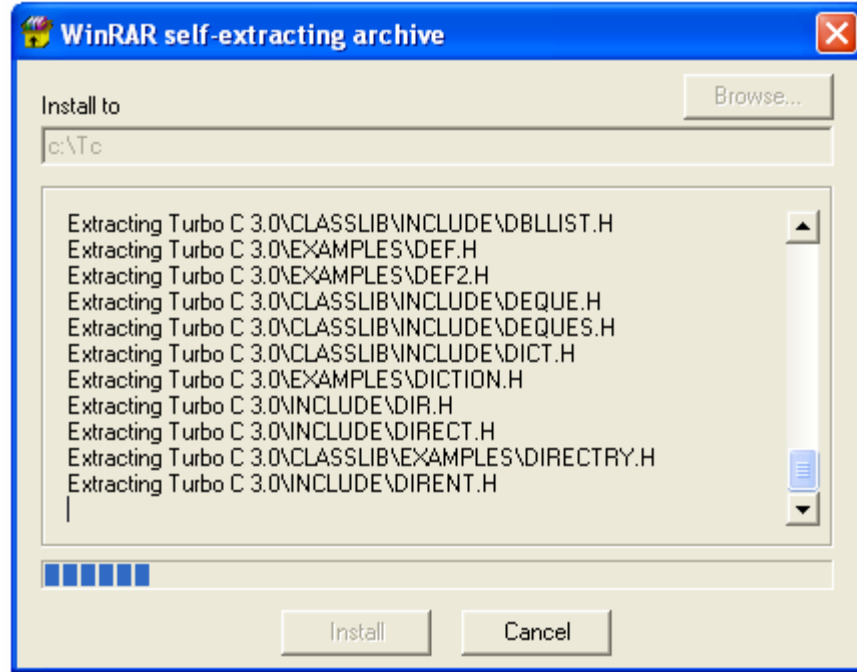 WinRAR self-extracting archive
Browse...
Install to
c:\Tc
Extracting Turbo C 3.0\CLASSLIB\INCLUDE\DBLLIST.H
Extracting Turbo C 3.0\EXAMPLES\DEF.H
Extracting Turbo C 3.0\EXAMPLES\DEF2.H
Extracting Turbo C 3.0\CLASSLIB\INCLUDE\DEQUE.H
Extracting Turbo C 3.0\CLASSLIB\INCLUDE\DEQUES.H
Extracting Turbo C 3.0\CLASSLIB\INCLUDE\DICT.H
Extracting Turbo C 3.0\EXAMPLES\DICTION.H
Extracting Turbo C 3.0\INCLUDE\DIR.H
Extracting Turbo C 3.0\INCLUDE\DIRECT.H
Extracting Turbo C 3.0\CLASSLIB\EXAMPLES\DIRECTRY.H
Extracting Turbo C 3.0\INCLUDE\DIRENT.H
Install
Cancel